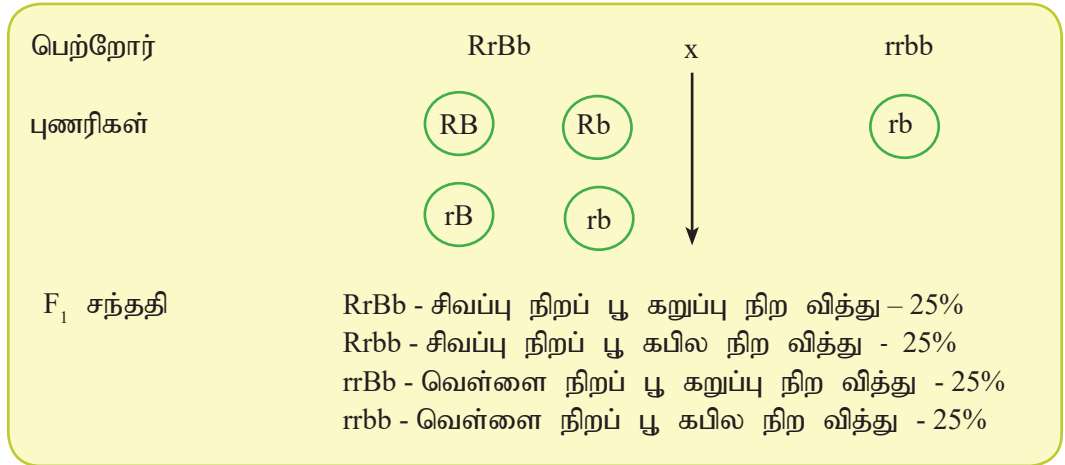 பெற்றோர் RrBb x rrbb
புணரிகள் RB Rb rb
rB rb
F₁ சந்ததி RrBb - சிவப்பு நிறப் பூ கறுப்பு நிற வித்து – 25%
Rrbb - சிவப்பு நிறப் பூ கபில நிற வித்து - 25%
rrBb - வெள்ளை நிறப் பூ கறுப்பு நிற வித்து - 25%
rrbb - வெள்ளை நிறப் பூ கபில நிற வித்து - 25%